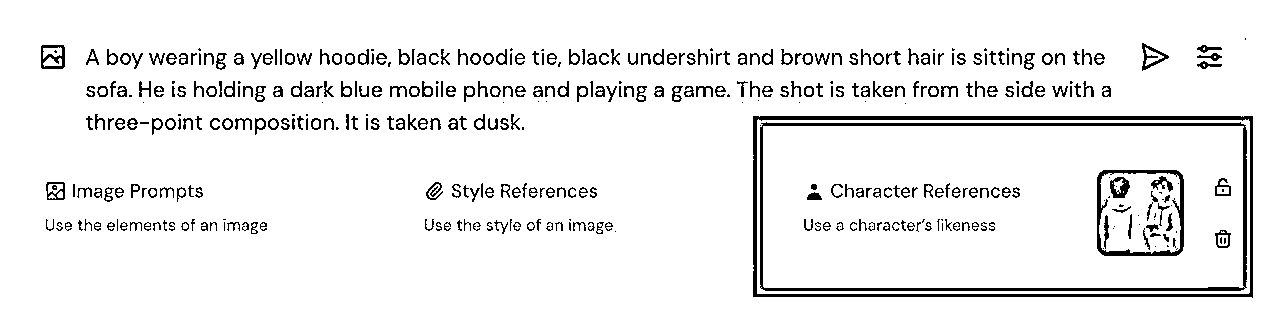 A boy wearing a yellow hoodie, black hoodie tie, black undershirt and brown short hair is sitting on the
sofa. He is holding a dark blue mobile phone and playing a game. The shot is taken from the side with a
three-point composition. It is taken at dusk.
Image Prompts
Use the elements of an image
Style References
Use the style of an image
Character References
Use a character's likeness